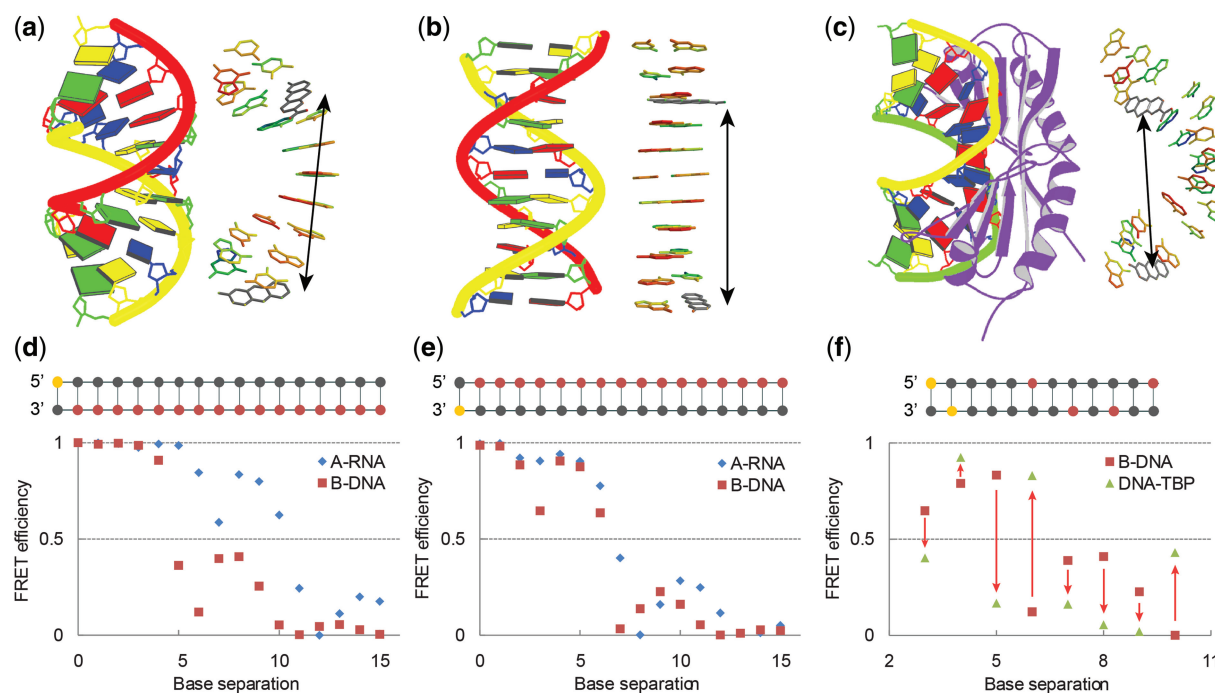 (a)
(b)
(c)
(d)
5'
3'
1
0.5
0
FRET efficiency
A-RNA
B-DNA
0
5
10
15
Base separation
(e)
5'
3'
1
0.5
0
FRET efficiency
A-RNA
B-DNA
0
5
10
15
Base separation
(f)
5'
3'
1
0.5
0
FRET efficiency
B-DNA
DNA-TBP
2
5
8
11
Base separation